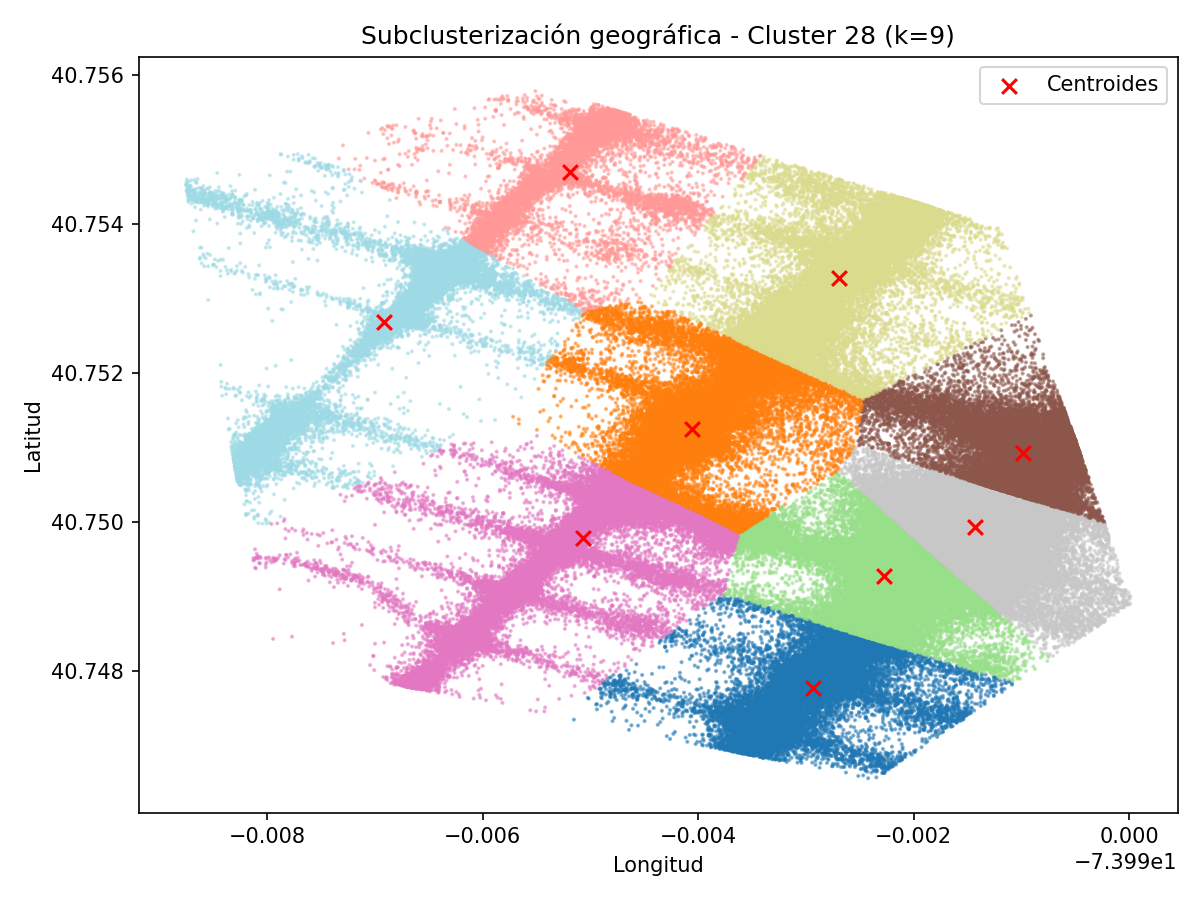 Subclusterización geográfica - Cluster 28 (k=9)
Centroides
40.756
40.754
40.752
40.750
40.748
Latitud
−0.008 −0.006 −0.004 −0.002 0.000
−7.399e1
Longitud